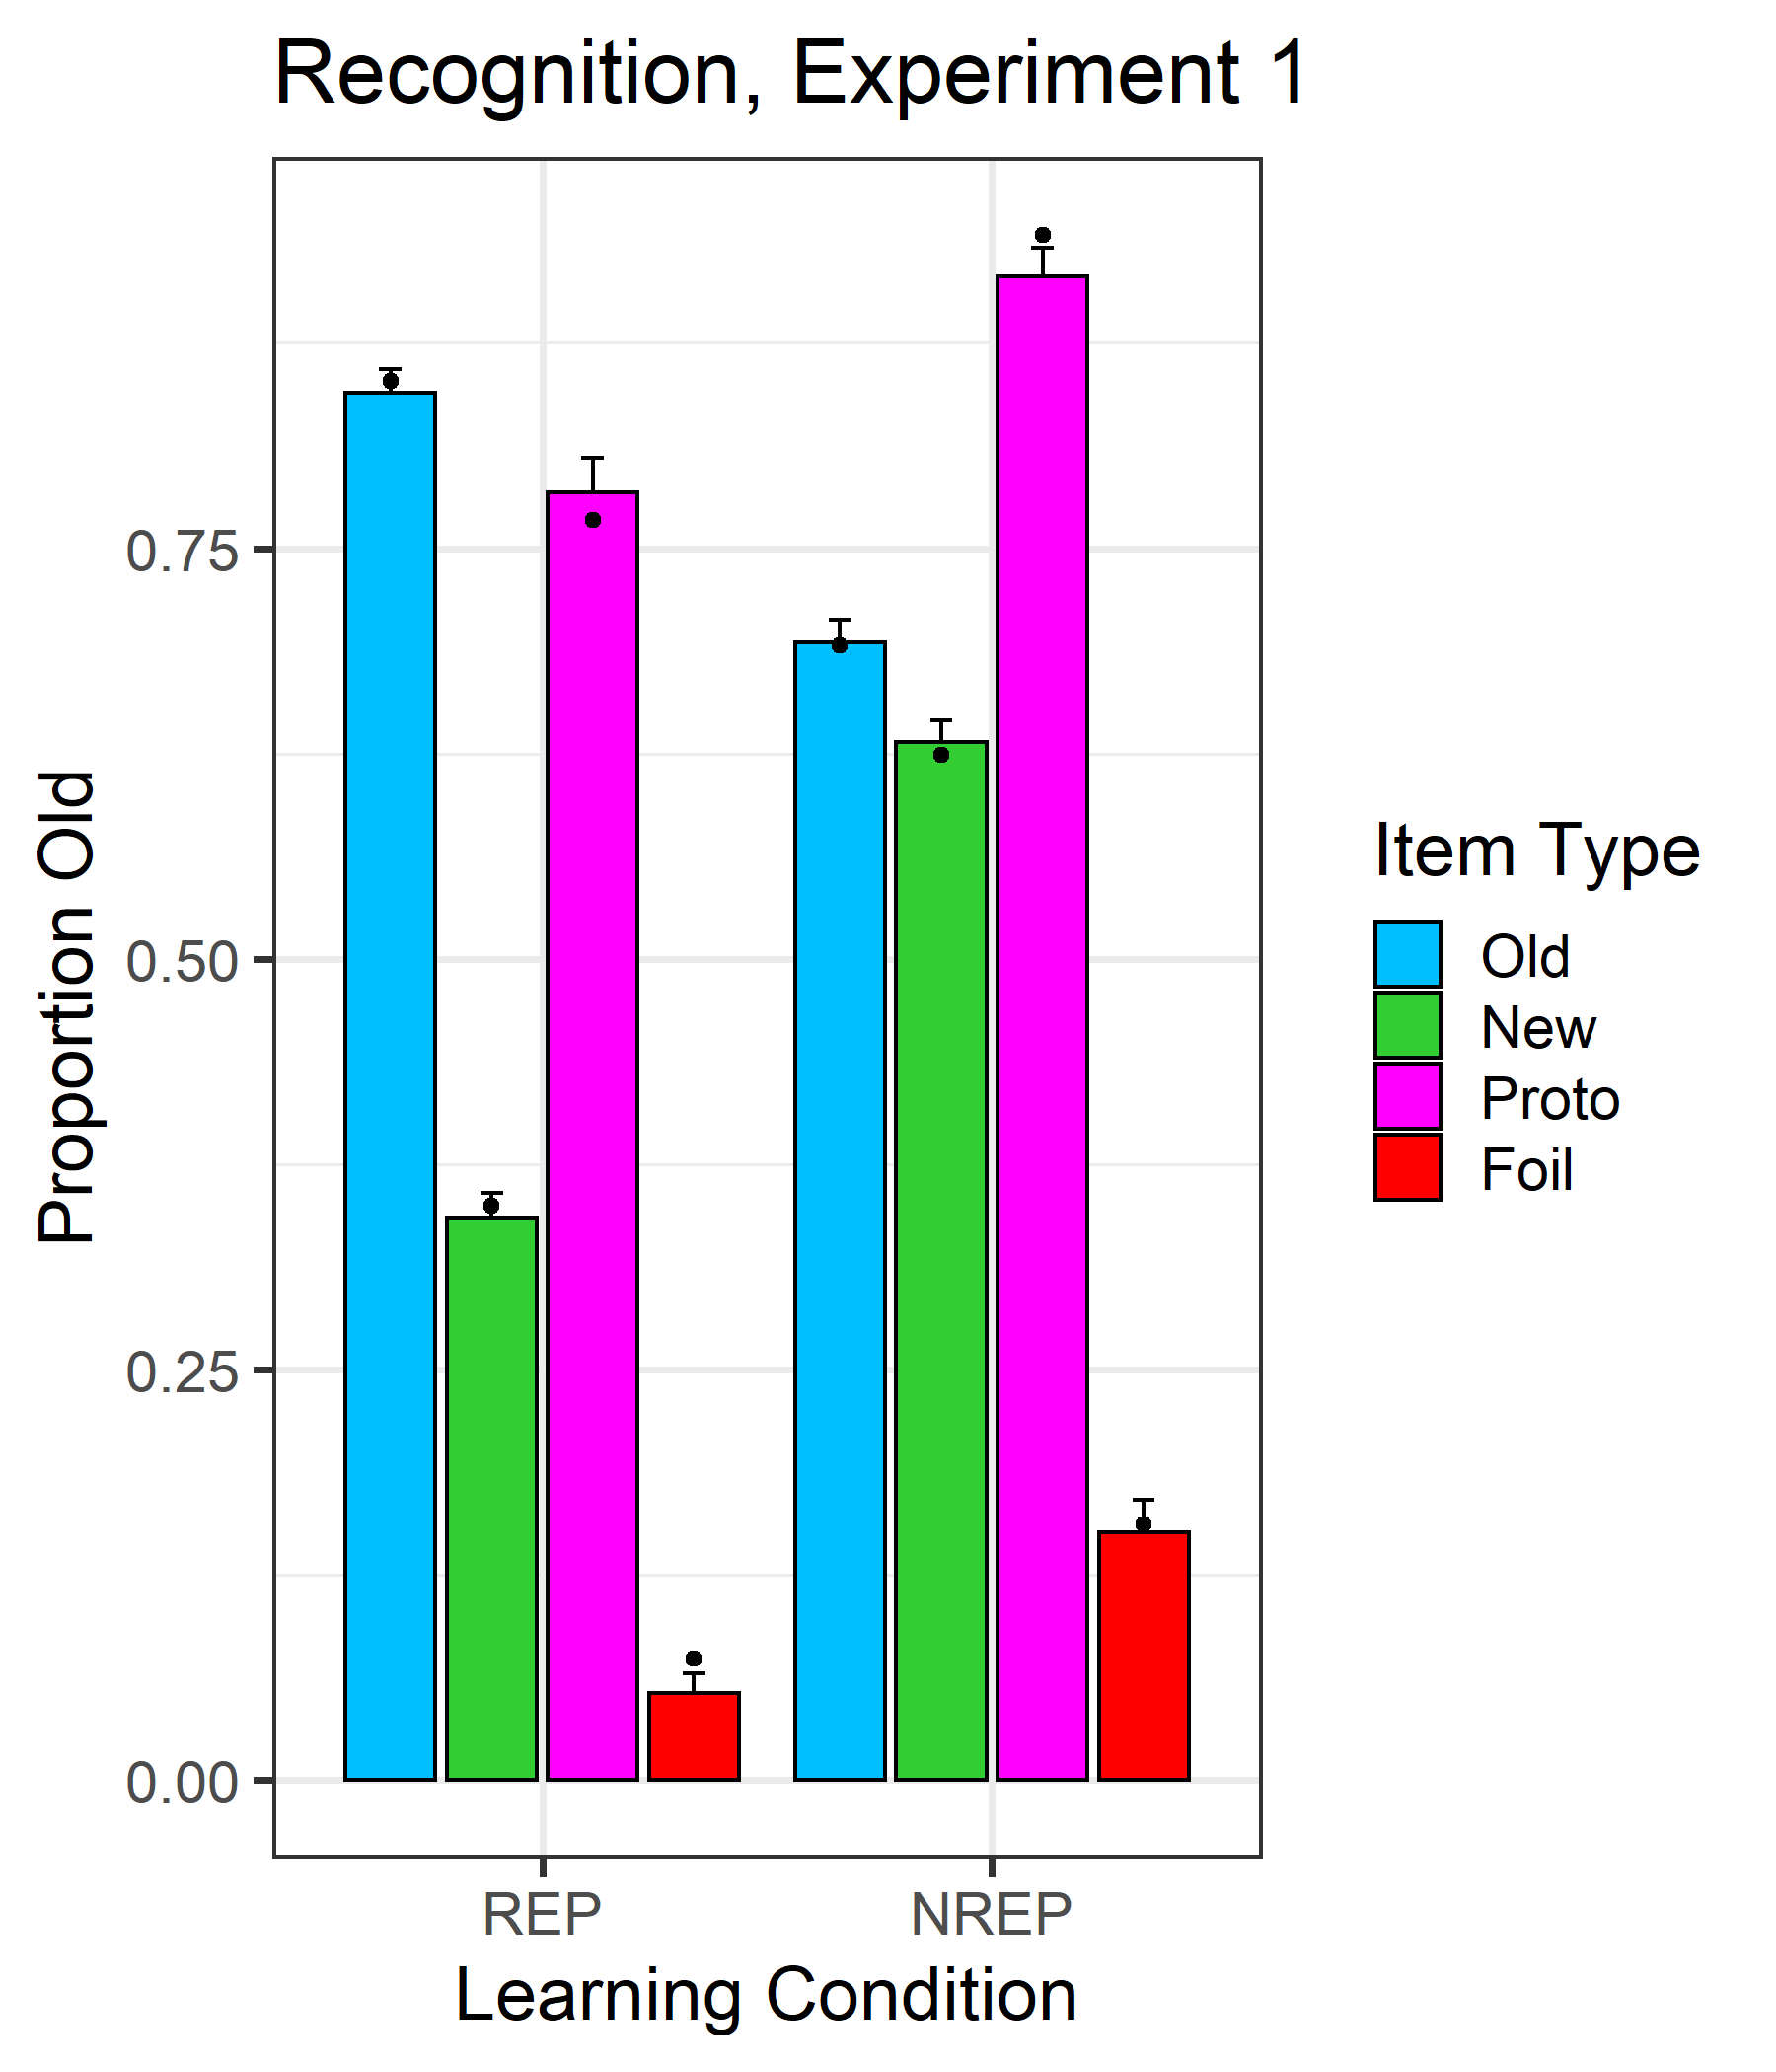 Recognition, Experiment 1
Proportion Old
0.75
0.50
0.25
0.00
REP NREP
Learning Condition
Item Type
Old
New
Proto
Foil